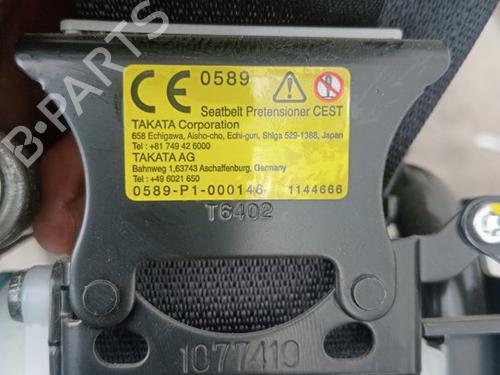 B-PARTS
CE 0589
Seatbelt Pretensioner CEST
TAKATA Corporation
658 Echigawa, Aisho-cho, Echi-gun, Shiga 529-1388, Japan
Tel : +81 749 42 6000
TAKATA AG
Bahnweg 1,63743 Aschaffenburg, Germany
Tel : +49 6021 650
0589-P1-000146 1144666
T6402
1077419